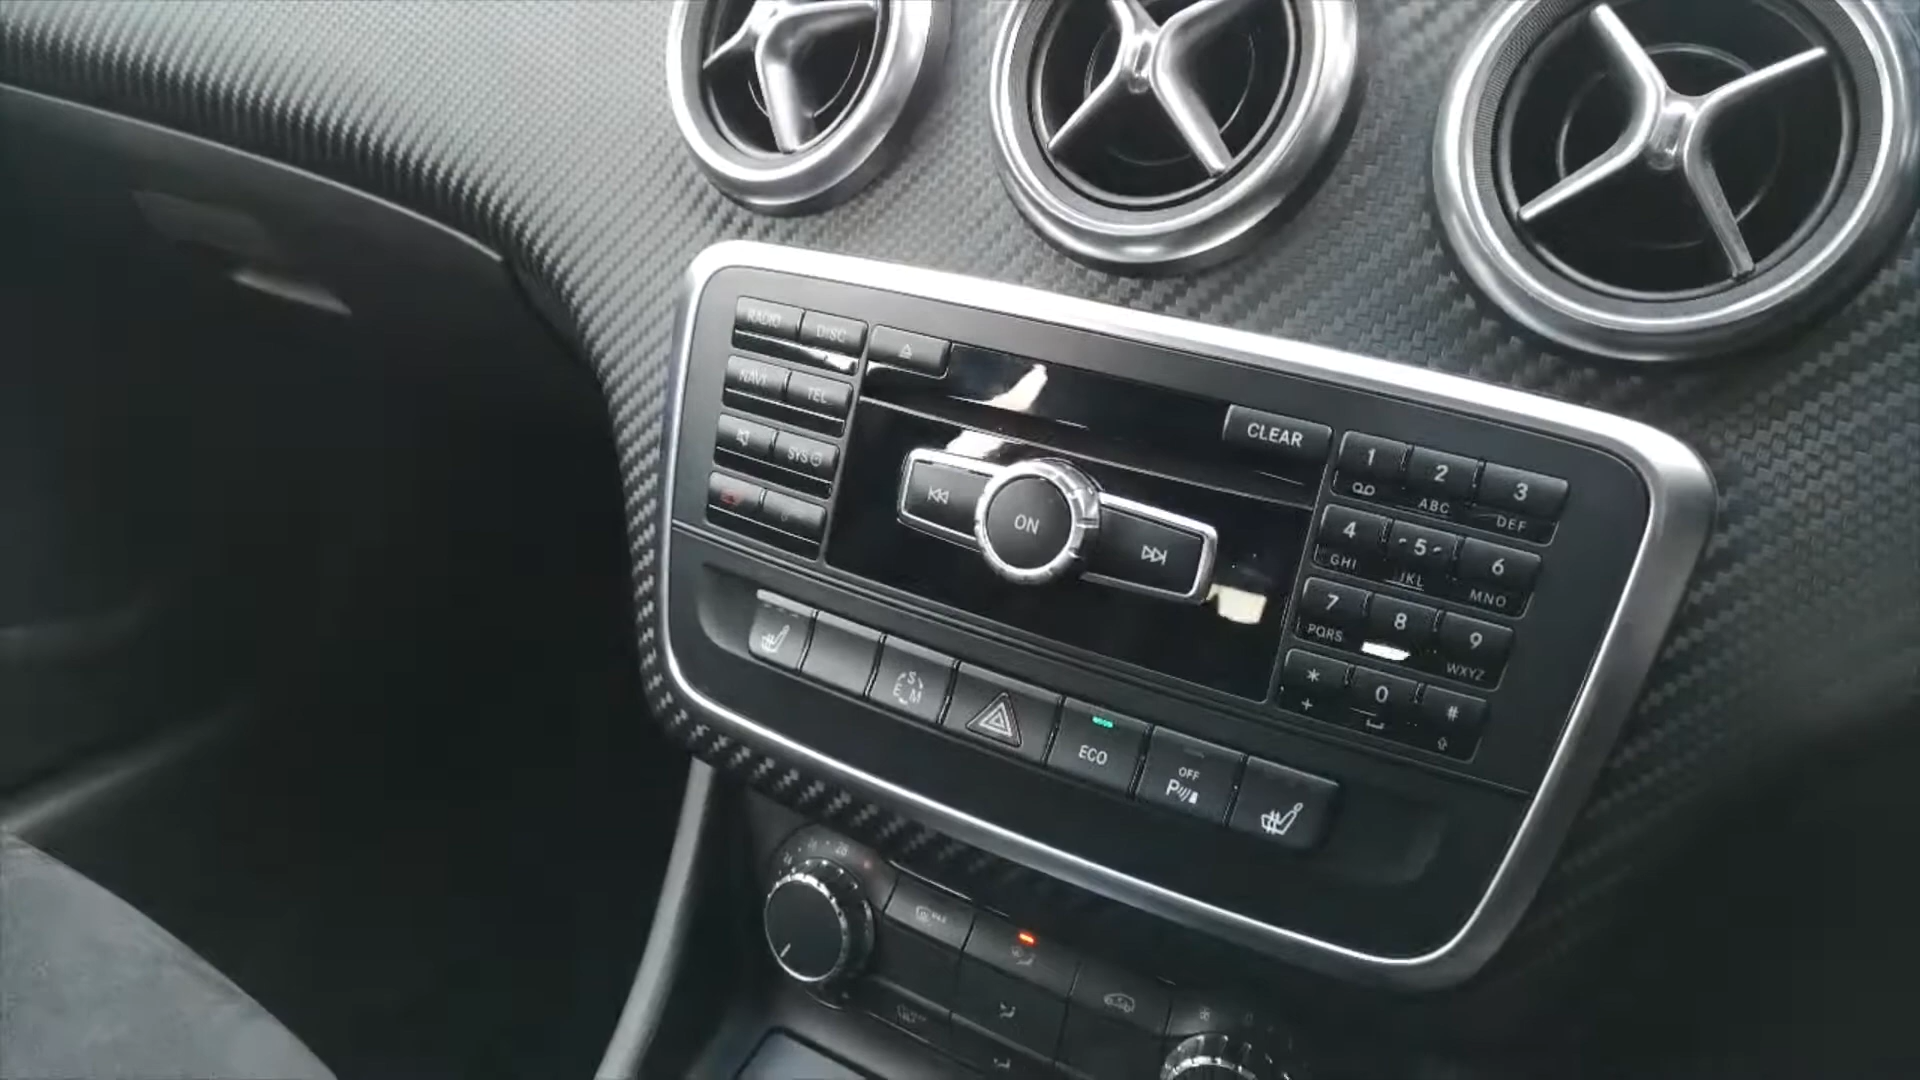 RADIO DISC
NAVI TEL
SYS
CLEAR
ON
1 2 3
ABC DEF
4 5 6
GHI JKL MNO
7 8 9
PQRS WXYZ
* 0 #
+
S
E M
ECO
OFF
P